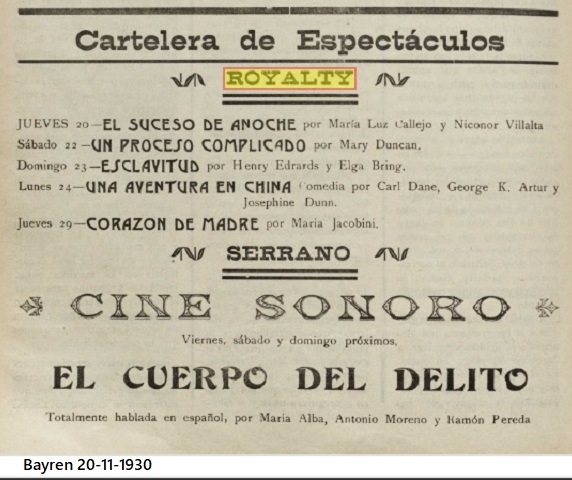 Cartelera de Espectáculos
ROYALTY
JUEVES 20—EL SUCESO DE ANOCHE por María Luz Callejo y Niconor Villalta
Sábado 22—UN PROCESO COMPLICADO por Mary Duncan,
Domingo 23—ESCLAVITUD por Henry Edrards y Elga Bring.
Lunes 24—UNA AVENTURA EN CHINA Comedia por Carl Dane, George K. Artur y
Josephine Dunn.
Jueves 29—CORAZON DE MADRE por Maria Jacobini.
SERRANO
CINE SONORO
Viernes, sábado y domingo próximos,
EL CUERPO DEL DELITO
Totalmente hablada en español, por Maria Alba, Antonio Moreno y Ramón Pereda
Bayren 20-11-1930